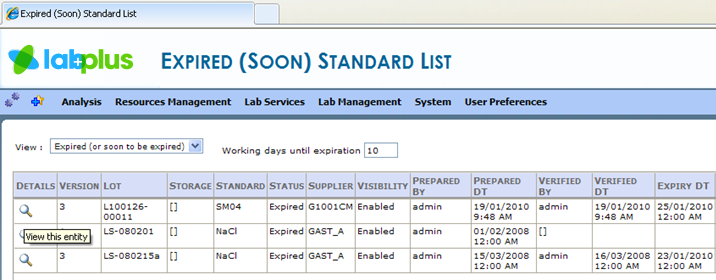 Expired (Soon) Standard List
labplus EXPIRED (SOON) STANDARD LIST
Analysis Resources Management Lab Services Lab Management System User Preferences
View : Expired (or soon to be expired) Working days until expiration 10
DETAILS VERSION LOT STORAGE STANDARD STATUS SUPPLIER VISIBILITY PREPARED BY PREPARED DT VERIFIED BY VERIFIED DT EXPIRY DT
3 L100126-00011 [] SM04 Expired G1001CM Enabled admin 19/01/2010 9:48 AM admin 19/01/2010 9:48 AM 25/01/2010 12:00 AM
View this entity LS-080201 [] NaCl Expired GAST_A Enabled 01/02/2008 12:00 AM []
3 LS-080215a [] NaCl Expired GAST_A Enabled admin 15/03/2008 12:00 AM admin 16/03/2008 12:00 AM 23/01/2010 12:00 AM